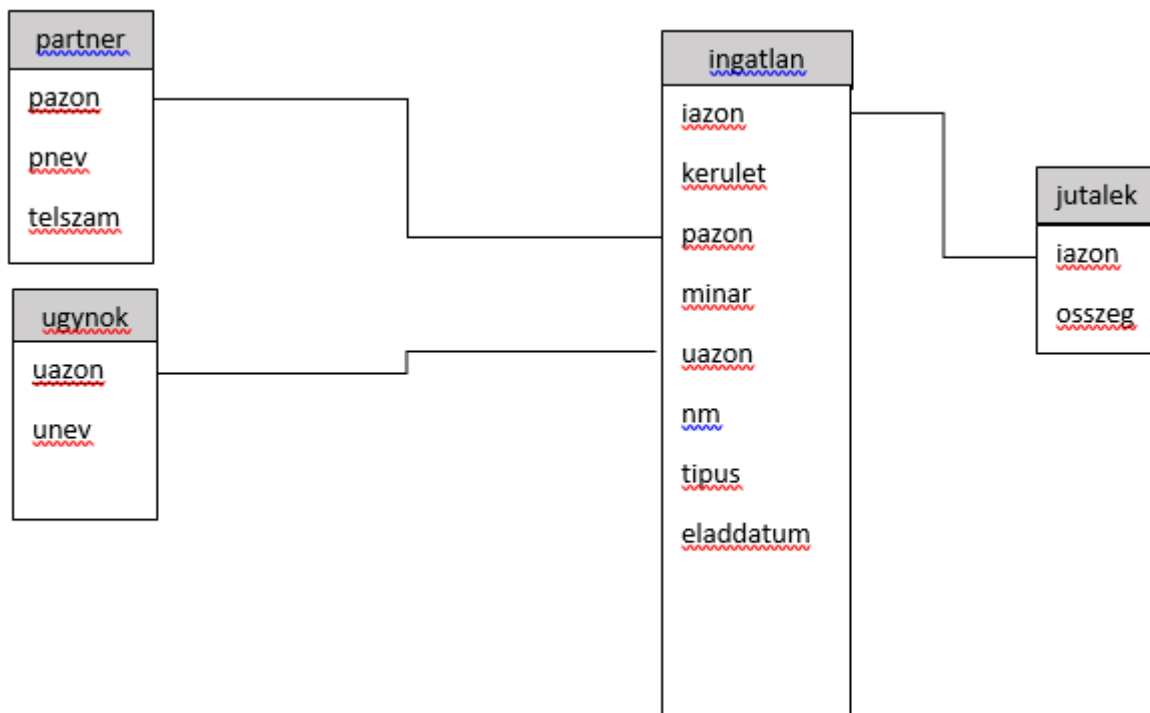 partner
pazon
pnev
telszam
ugynok
uazon
unev
ingatlan
iazon
kerulet
pazon
minar
uazon
nm
tipus
eladdatum
jutalek
iazon
osszeg